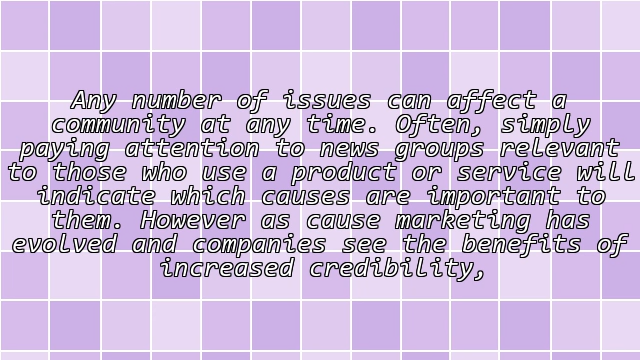 Any number of issues can affect a
community at any time. Often, simply
paying attention to news groups relevant
to those who use a product or service will
indicate which causes are important to
them. However as cause marketing has
evolved and companies see the benefits of
increased credibility,